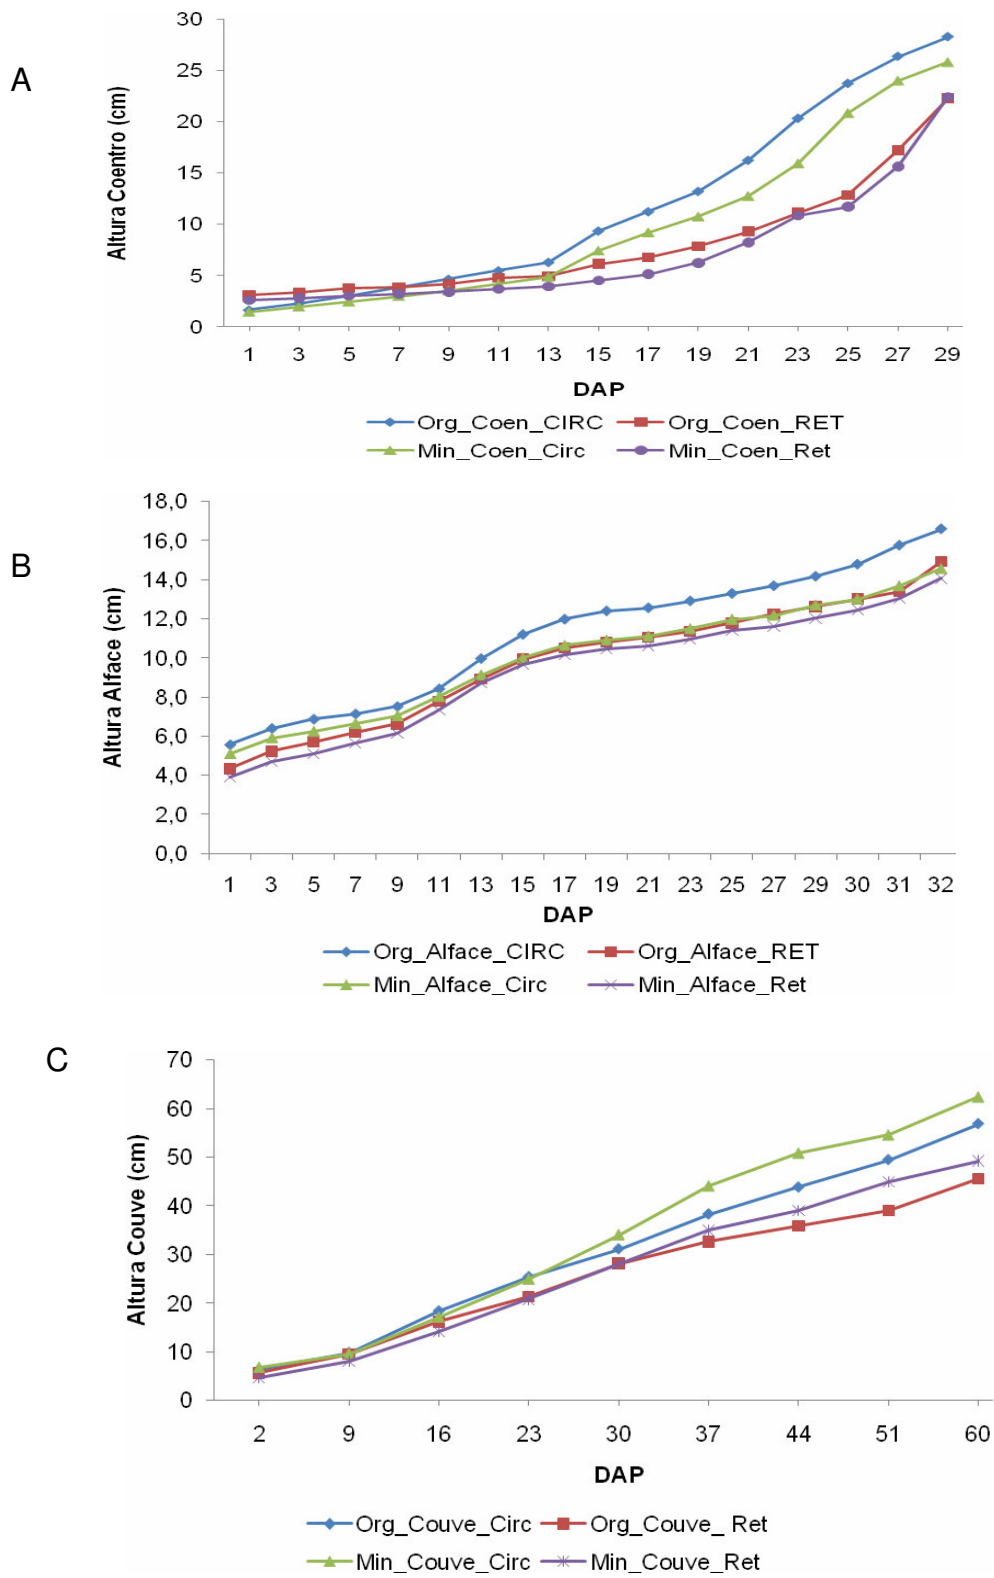 A
Altura Coentro (cm)
30
25
20
15
10
5
0
1 3 5 7 9 11 13 15 17 19 21 23 25 27 29
DAP
Org_Coen_CIRC Org_Coen_RET
Min_Coen_Circ Min_Coen_Ret
B
Altura Alface (cm)
18,0
16,0
14,0
12,0
10,0
8,0
6,0
4,0
2,0
0,0
1 3 5 7 9 11 13 15 17 19 21 23 25 27 29 30 31 32
DAP
Org_Alface_CIRC Org_Alface_RET
Min_Alface_Circ Min_Alface_Ret
C
Altura Couve (cm)
70
60
50
40
30
20
10
0
2 9 16 23 30 37 44 51 60
DAP
Org_Couve_Circ Org_Couve_ Ret
Min_Couve_Circ Min_Couve_Ret